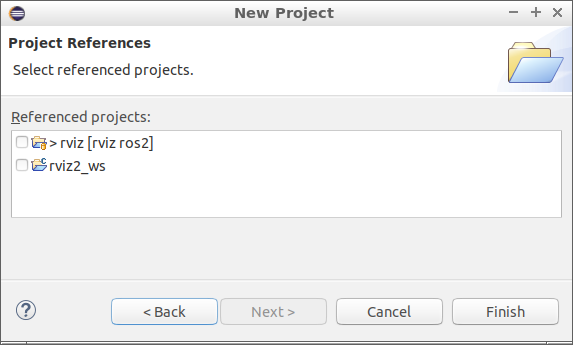 New Project
Project References
Select referenced projects.
Referenced projects:
> rviz [rviz ros2]
rviz2_ws
< Back Next > Cancel Finish